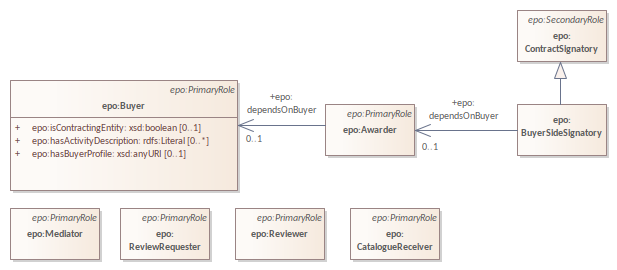 epo:SecondaryRole
epo:
ContractSignatory
epo:PrimaryRole
epo:Buyer
+ epo:isContractingEntity: xsd:boolean [0..1]
+ epo:hasActivityDescription: rdfs:Literal [0..*]
+ epo:hasBuyerProfile: xsd:anyURI [0..1]
+epo:
dependsOnBuyer
0..1
epo:PrimaryRole
epo:Awarder
+epo:
dependsOnBuyer
0..1
epo:
BuyerSideSignatory
epo:PrimaryRole
epo:Mediator
epo:PrimaryRole
epo:
ReviewRequester
epo:PrimaryRole
epo:Reviewer
epo:PrimaryRole
epo:
CatalogueReceiver